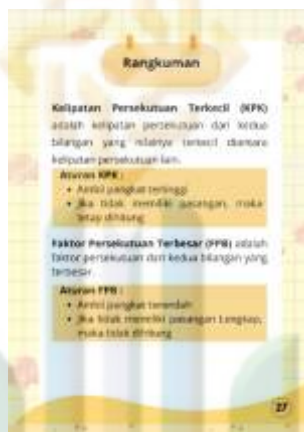 Rangkuman
Kelipatan Persekutuan Terkecil (KPK)
adalah kelipatan persekutuan dari kedua
bilangan yang nilainya terkecil diantara
kelipatan persekutuan lain.
Aturan KPK :
• Ambil pangkat tertinggi
• Jika tidak memiliki pasangan, maka
tetap dihitung
Faktor Persekutuan Terbesar (FPB) adalah
faktor persekutuan dari kedua bilangan yang
terbesar.
Aturan FPB :
• Ambil pangkat terendah
• Jika tidak memiliki pasangan Lengkap,
maka tidak dihitung
27